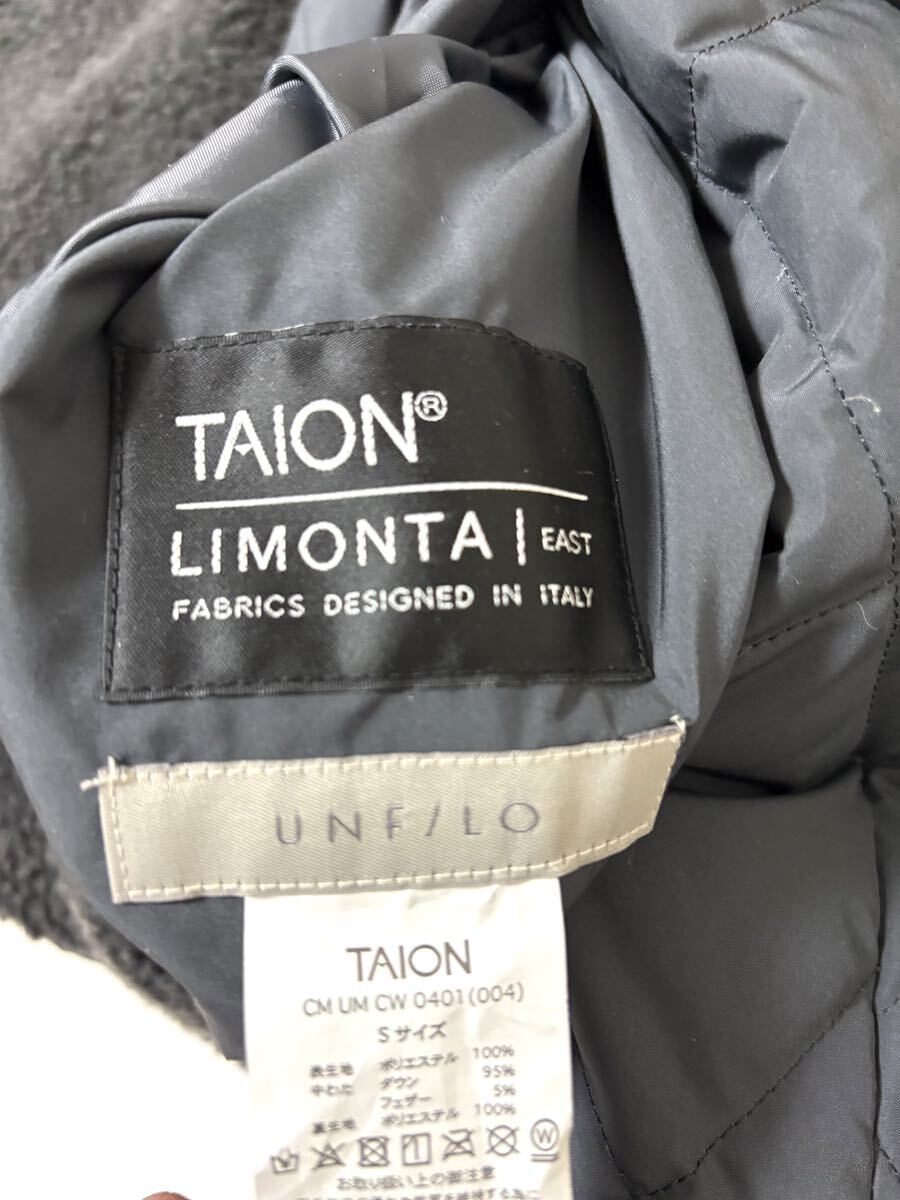 TAION®
LIMONTA | EAST
FABRICS DESIGNED IN ITALY
UNF/LO
TAION
CM UM CW 0401(004)
Sサイズ
表生地 ポリエステル 100%
中わた ダウン 95%
フェザー 5%
裏生地 ポリエステル 100%
W
お取り扱い上の御注意